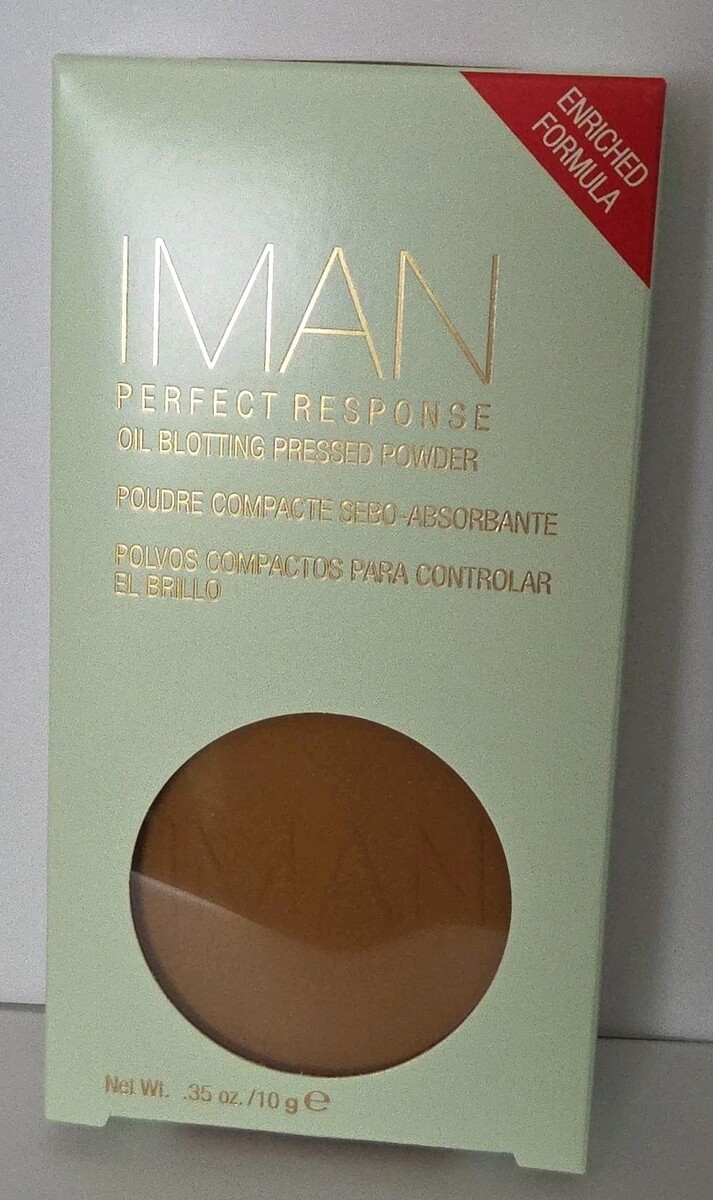 ENRICHED
FORMULA
IMAN
PERFECT RESPONSE
OIL BLOTTING PRESSED POWDER
POUDRE COMPACTE SEBO-ABSORBANTE
POLVOS COMPACTOS PARA CONTROLAR
EL BRILLO
IMAN
Net Wt. .35 oz./10 g ℮